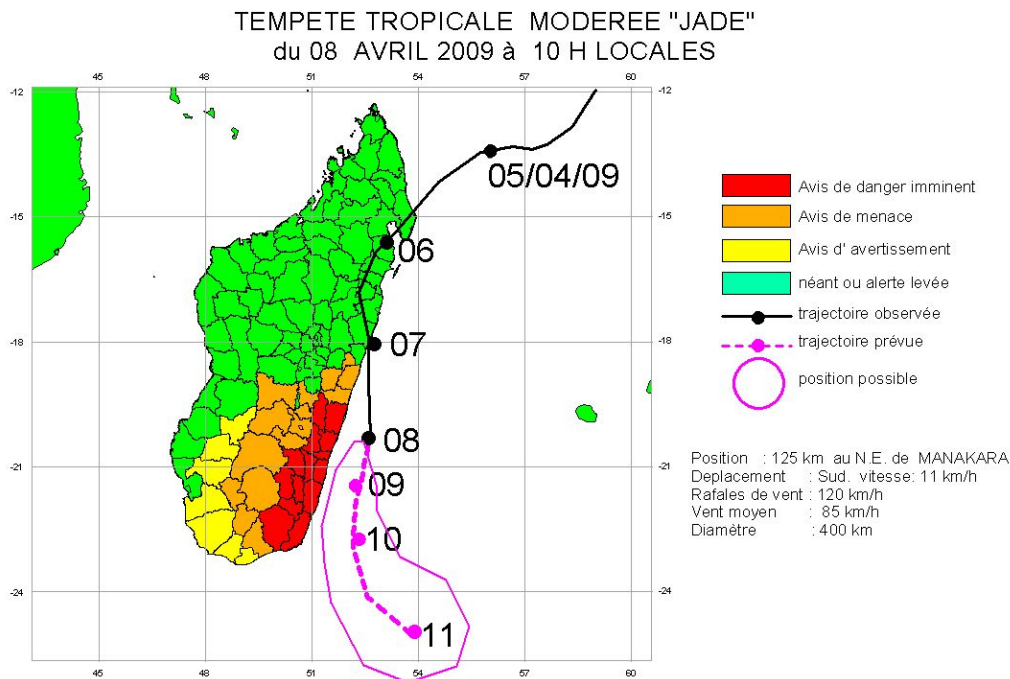 TEMPETE TROPICALE MODEREE "JADE"
du 08 AVRIL 2009 à 10 H LOCALES
45 48 51 54 57 60
-12 -12
05/04/09
-15 -15
06
07
-18 -18
08
-21 -21
09
10
-24 -24
11
45 48 51 54 57 60
Avis de danger imminent
Avis de menace
Avis d' avertissement
néant ou alerte levée
trajectoire observée
trajectoire prévue
position possible
Position : 125 km au N.E. de MANAKARA
Deplacement : Sud. vitesse: 11 km/h
Rafales de vent : 120 km/h
Vent moyen : 85 km/h
Diamétre : 400 km